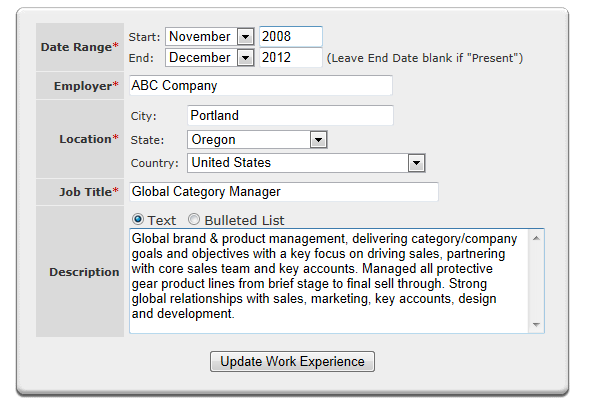 Date Range* Start: November 2008
End: December 2012 (Leave End Date blank if "Present")
Employer* ABC Company
City: Portland
Location* State: Oregon
Country: United States
Job Title* Global Category Manager
Text Bulleted List
Description
Global brand & product management, delivering category/company
goals and objectives with a key focus on driving sales, partnering
with core sales team and key accounts. Managed all protective
gear product lines from brief stage to final sell through. Strong
global relationships with sales, marketing, key accounts, design
and development.
Update Work Experience